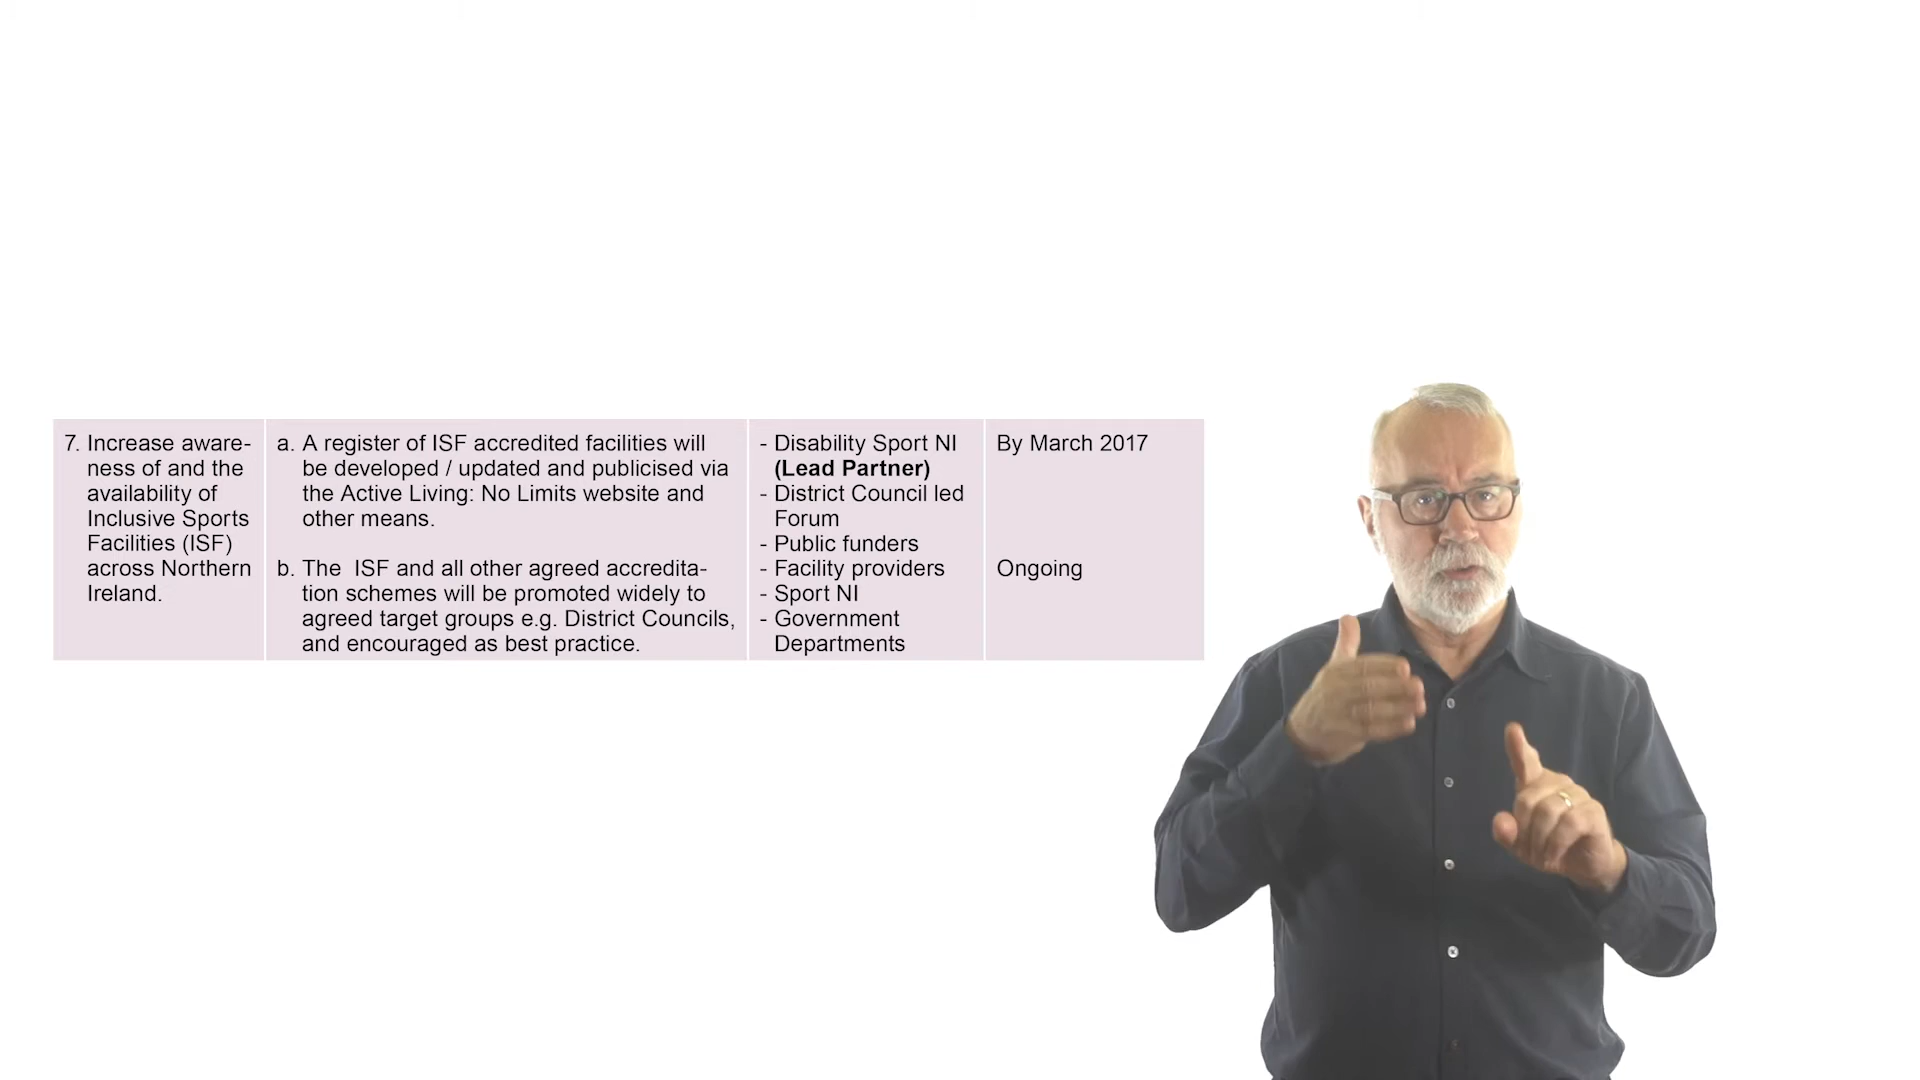 7. Increase aware-
ness of and the
availability of
Inclusive Sports
Facilities (ISF)
across Northern
Ireland.
a. A register of ISF accredited facilities will
be developed / updated and publicised via
the Active Living: No Limits website and
other means.
b. The ISF and all other agreed accredita-
tion schemes will be promoted widely to
agreed target groups e.g. District Councils,
and encouraged as best practice.
- Disability Sport NI
(Lead Partner)
- District Council led
Forum
- Public funders
- Facility providers
- Sport NI
- Government
Departments
By March 2017
Ongoing